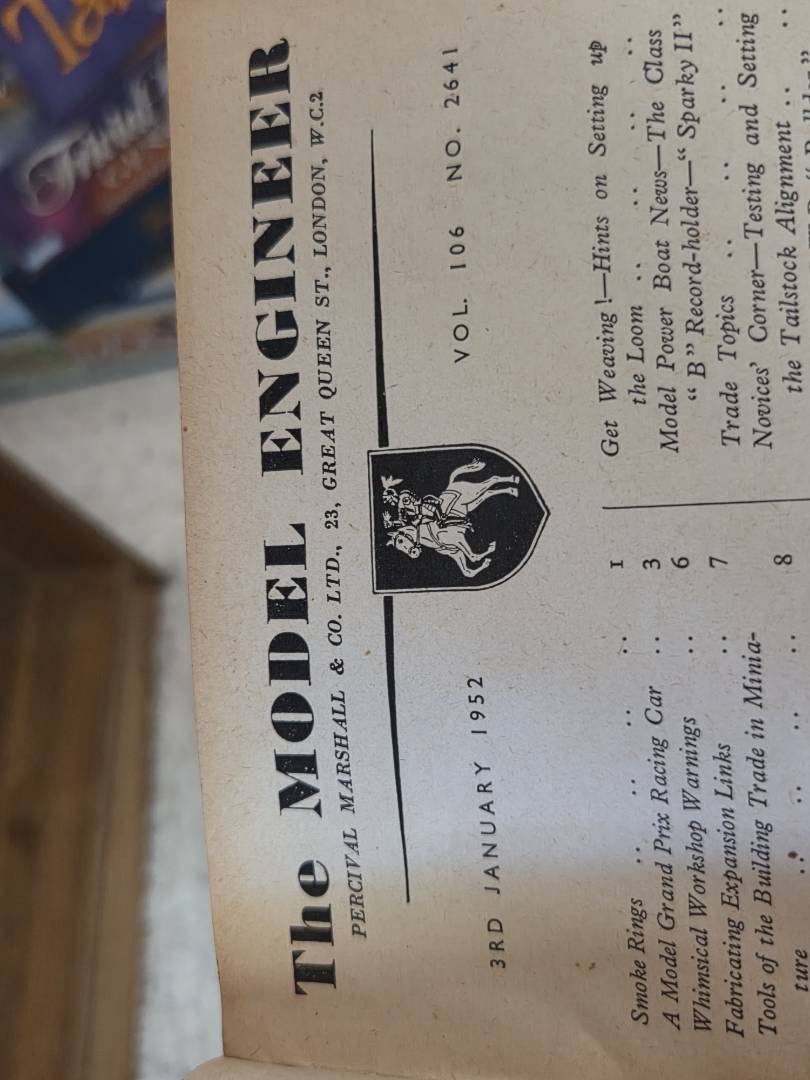 The MODEL ENGINEER
PERCIVAL MARSHALL & CO. LTD., 23, GREAT QUEEN ST., LONDON, W.C.2
3RD JANUARY 1952
VOL. 106 NO. 2641
Smoke Rings .. .. .. .. 1
A Model Grand Prix Racing Car .. 3
Whimsical Workshop Warnings .. 6
Fabricating Expansion Links .. 7
Tools of the Building Trade in Minia-
ture .. .. .. .. 8
Get Weaving!—Hints on Setting up
the Loom .. .. .. ..
Model Power Boat News—The Class
“B” Record-holder—“Sparky II”
Trade Topics .. .. .. ..
Novices' Corner—Testing and Setting
the Tailstock Alignment .. ..
Trivial